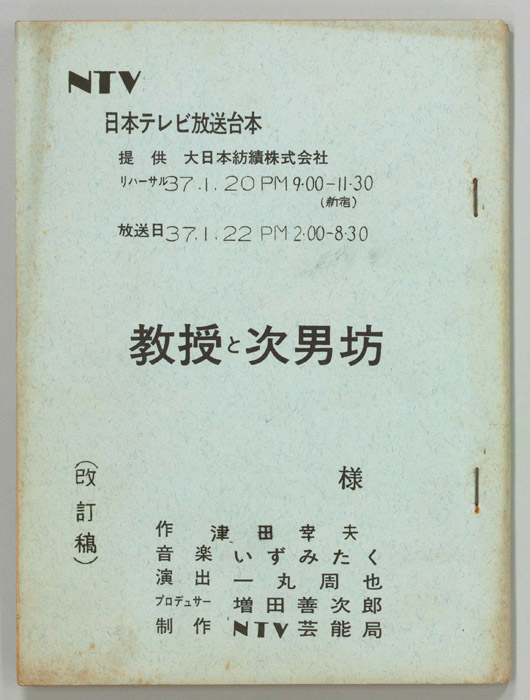 NTV
日本テレビ放送台本
提供 大日本紡績株式会社
リハーサル37.1.20 PM 9.00-11.30
(新宿)
放送日37.1.22 PM 2:00-8.30
教授と次男坊
様
(改訂稿)
作 津田幸夫
音楽 いずみたく
演出 一丸周也
プロデュサー 増田善次郎
制作 NTV芸能局